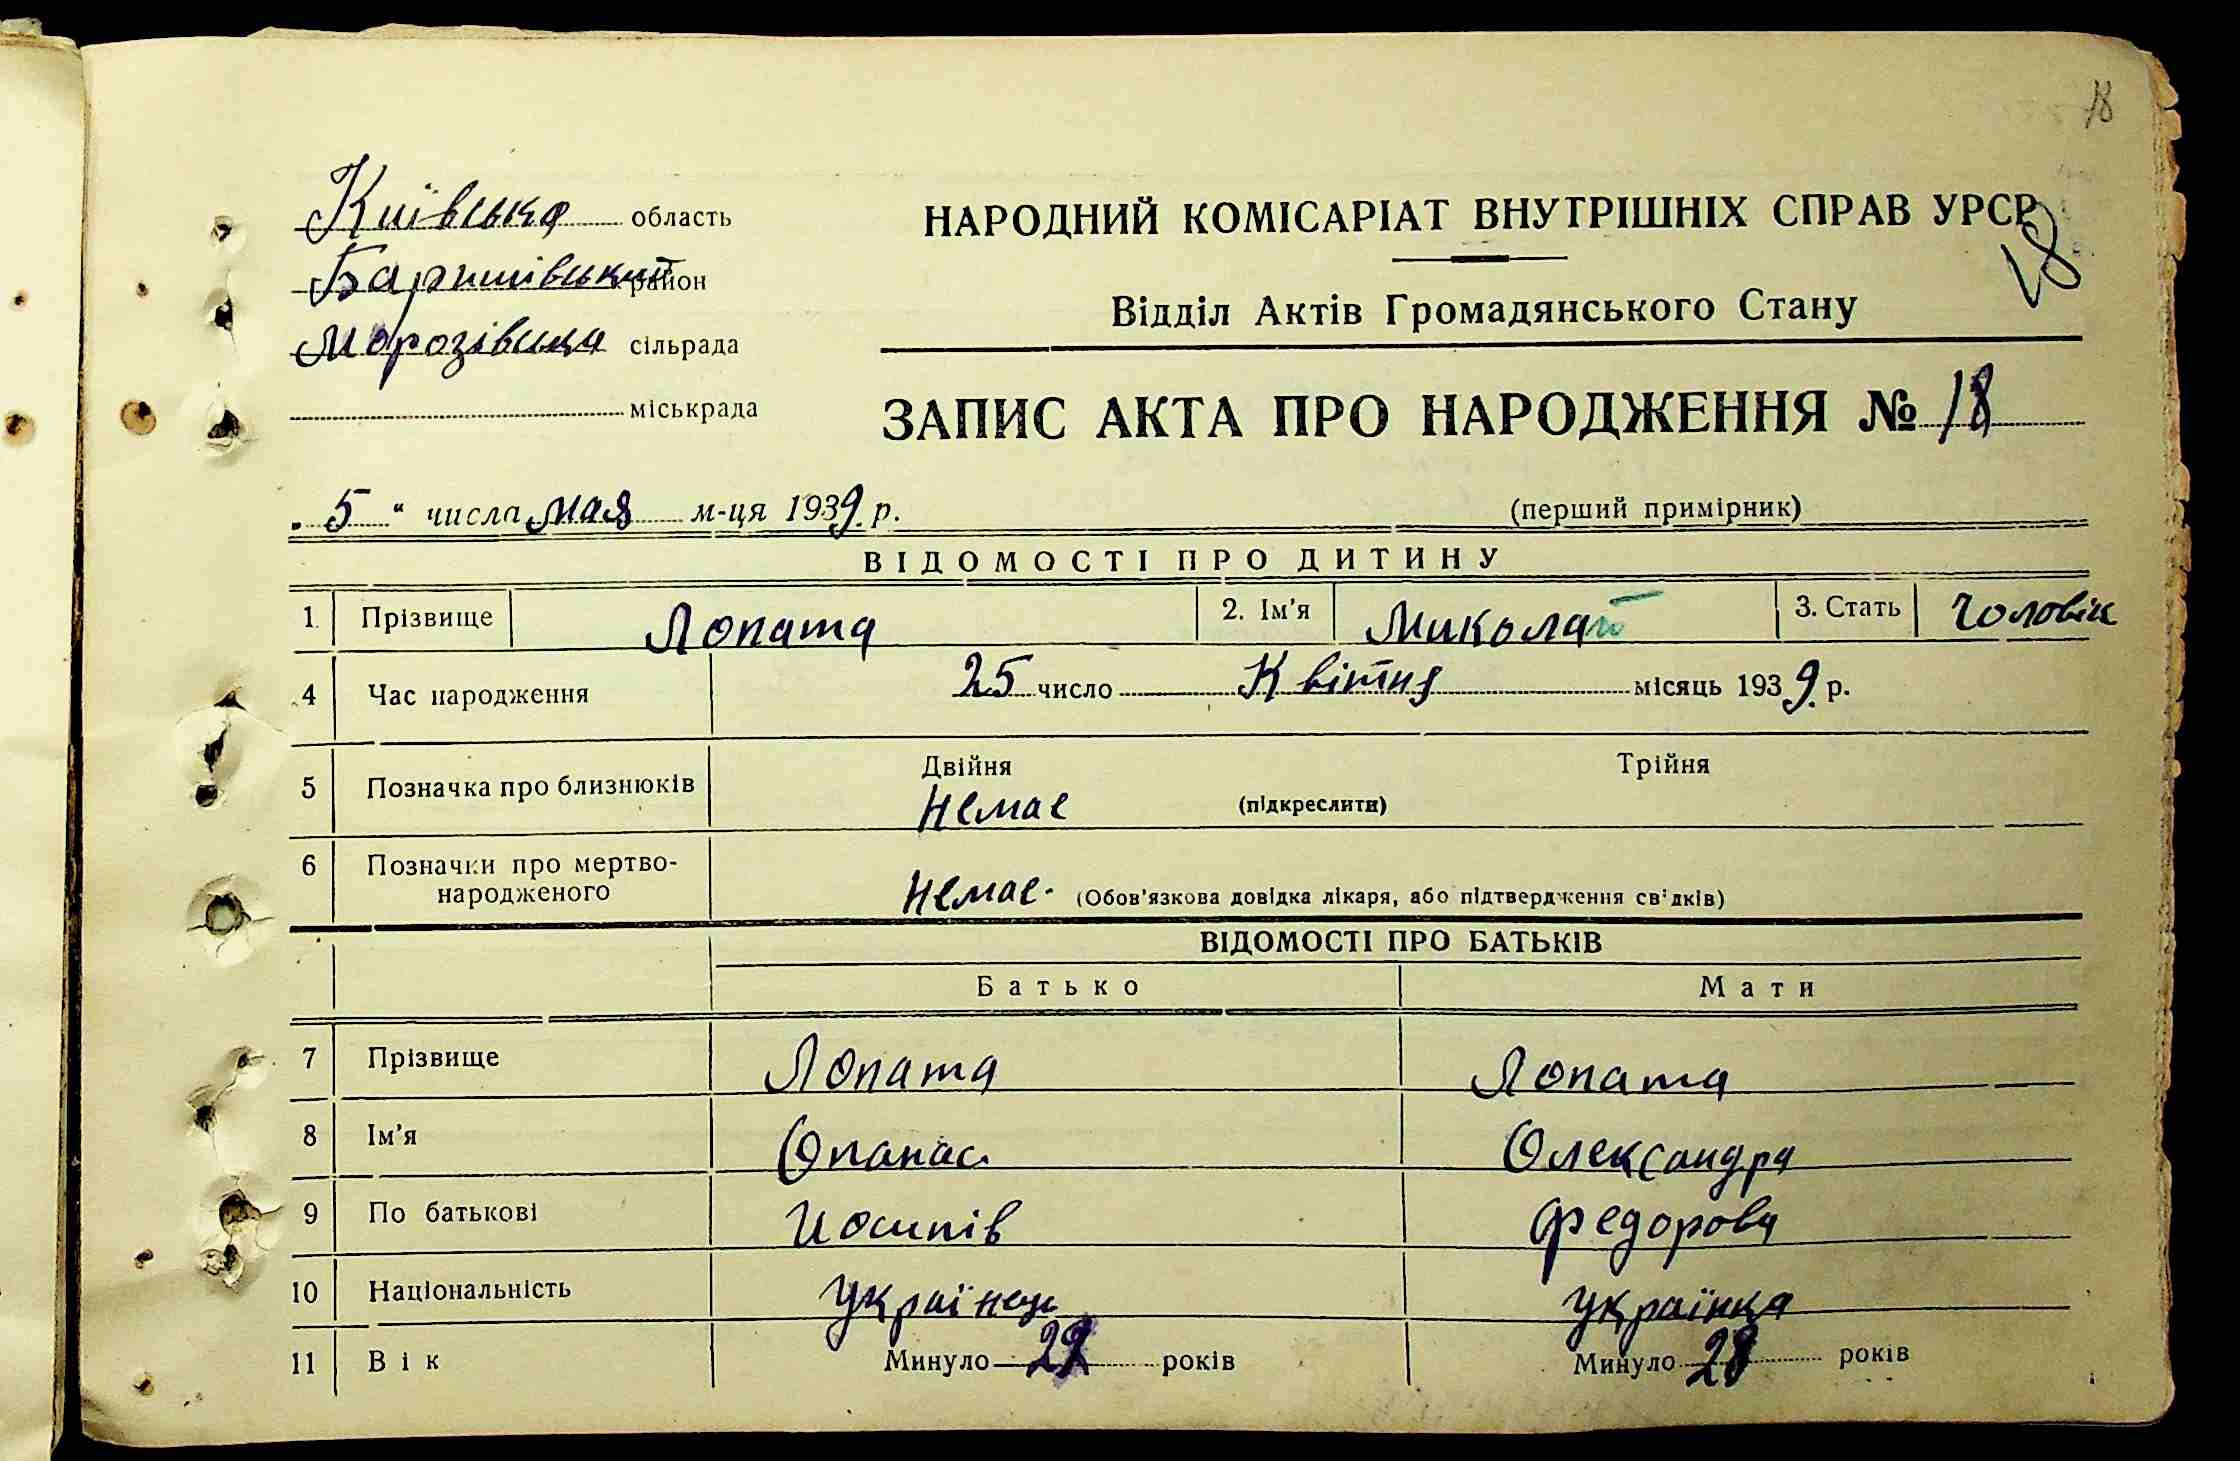 18
Київська область
Баришівський район
Морозівська сільрада
міськрада
НАРОДНИЙ КОМІСАРІАТ ВНУТРІШНІХ СПРАВ УРСР
18
Відділ Актів Громадянського Стану
ЗАПИС АКТА ПРО НАРОДЖЕННЯ № 18
„5“ числа мая м-ця 1939 р. (перший примірник)
ВІДОМОСТІ ПРО ДИТИНУ
1. Прізвище Лопата 2. Ім'я Миколай 3. Стать Чоловік
4 Час народження 25 число Квітня місяць 1939 р.
5 Позначка про близнюків Двійня Трійня
Немає (підкреслити)
6 Позначки про мертво-
народженого Немає. (Обов'язкова довідка лікаря, або підтвердження свідків)
ВІДОМОСТІ ПРО БАТЬКІВ
Батько Мати
7 Прізвище Лопата Лопата
8 Ім'я Опанас Олександра
9 По батькові Иосипів Федорова
10 Національність Українець Українка
11 Вік Минуло років Минуло 28 років